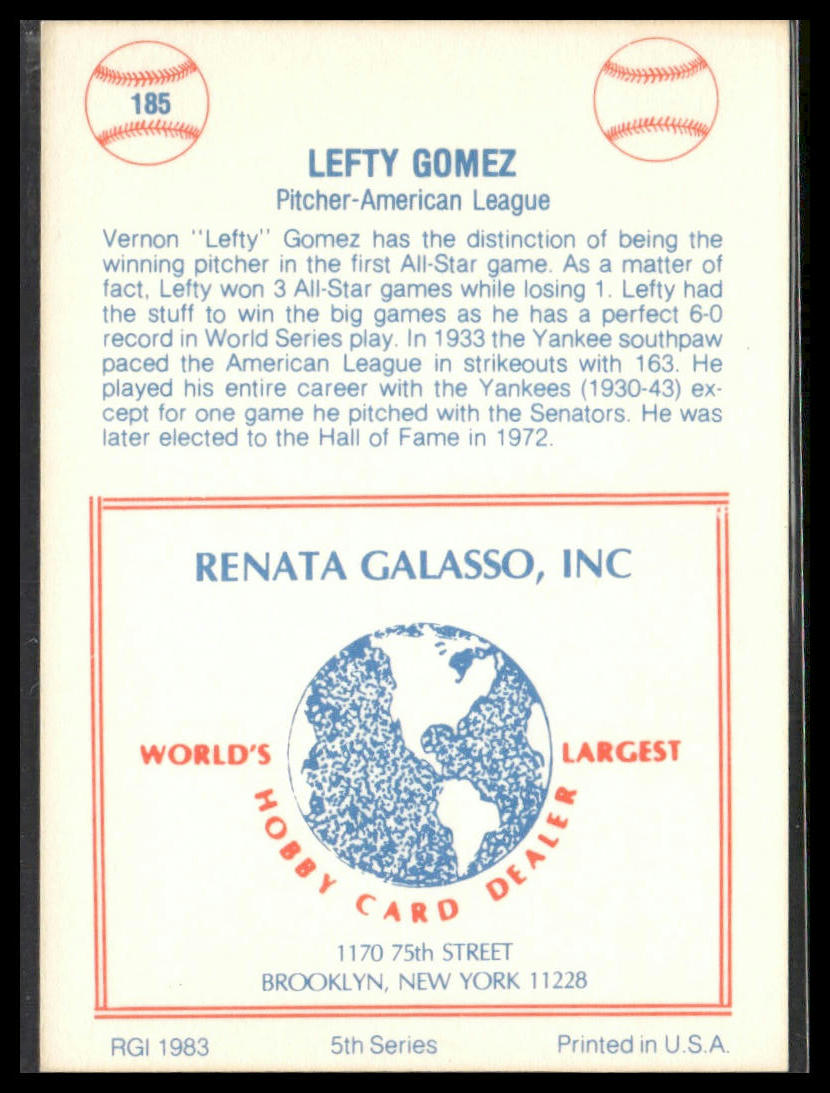 185
LEFTY GOMEZ
Pitcher-American League
Vernon "Lefty" Gomez has the distinction of being the
winning pitcher in the first All-Star game. As a matter of
fact, Lefty won 3 All-Star games while losing 1. Lefty had
the stuff to win the big games as he has a perfect 6-0
record in World Series play. In 1933 the Yankee southpaw
paced the American League in strikeouts with 163. He
played his entire career with the Yankees (1930-43) ex-
cept for one game he pitched with the Senators. He was
later elected to the Hall of Fame in 1972.
RENATA GALASSO, INC
WORLD'S LARGEST
HOBBY CARD DEALER
1170 75th STREET
BROOKLYN, NEW YORK 11228
RGI 1983 5th Series Printed in U.S.A.